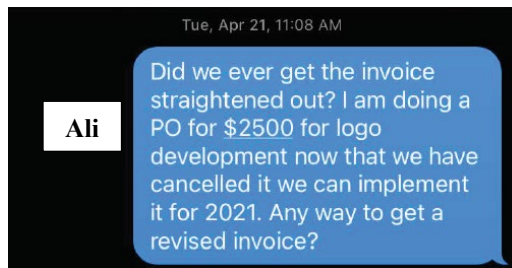 Tue, Apr 21, 11:08 AM
Did we ever get the invoice
straightened out? I am doing a
Ali
PO for $2500 for logo
development now that we have
cancelled it we can implement
it for 2021. Any way to get a
revised invoice?